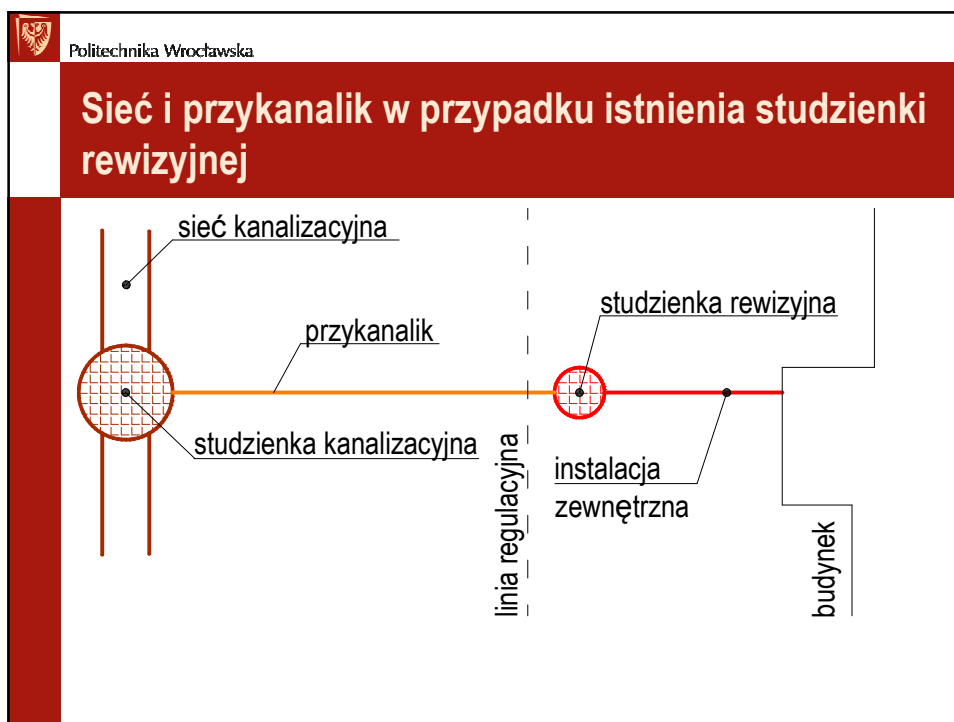 Politechnika Wrocławska
Sieć i przykanalik w przypadku istnienia studzienki
rewizyjnej
sieć kanalizacyjna
studzienka rewizyjna
przykanalik
studzienka kanalizacyjna
linia regulacyjna
instalacja
zewnętrzna
budynek